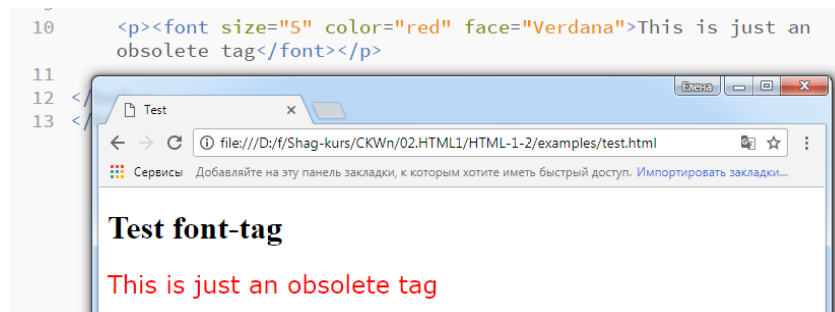 10 <p><font size="5" color="red" face="Verdana">This is just an
obsolete tag</font></p>
11
12 </
13 </
Елена
Test
file:///D:/f/Shag-kurs/CKWn/02.HTML1/HTML-1-2/examples/test.html
Сервисы Добавляйте на эту панель закладки, к которым хотите иметь быстрый доступ. Импортировать закладки...
Test font-tag
This is just an obsolete tag